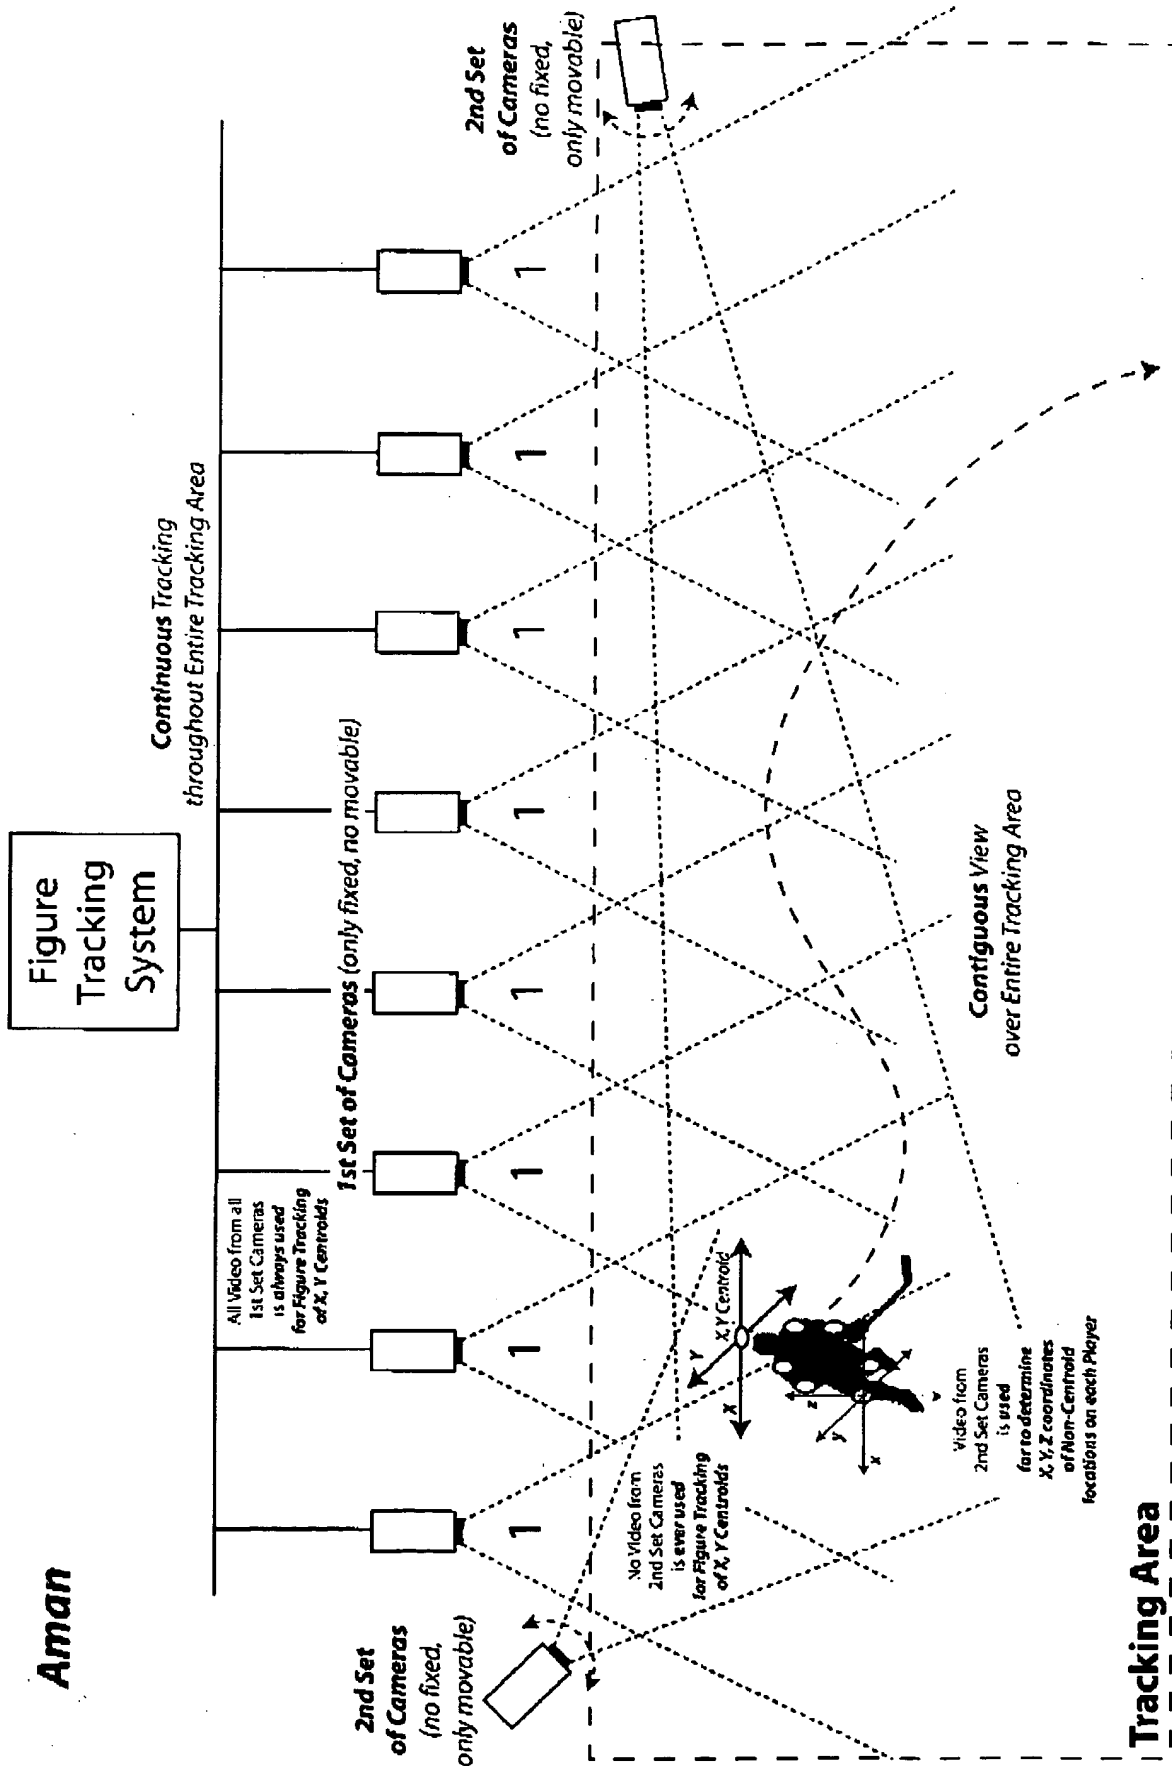 Aman
Figure
Tracking
System
Continuous Tracking
throughout Entire Tracking Area
All Video from all
1st Set Cameras
is always used
for Figure Tracking
of X, Y Centroids
1st Set of Cameras (only fixed, no movable)
2nd Set
of Cameras
(no fixed,
only movable)
2nd Set
of Cameras
(no fixed,
only movable)
1
1
1
1
1
1
1
1
No Video from
2nd Set Cameras
is ever used
for Figure Tracking
of X, Y Centroids
X
Y
X, Y Centroid
x
y
z
Video from
2nd Set Cameras
is used
for to determine
X, Y, Z coordinates
of Non-Centroid
locations on each Player
Contiguous View
over Entire Tracking Area
Tracking Area